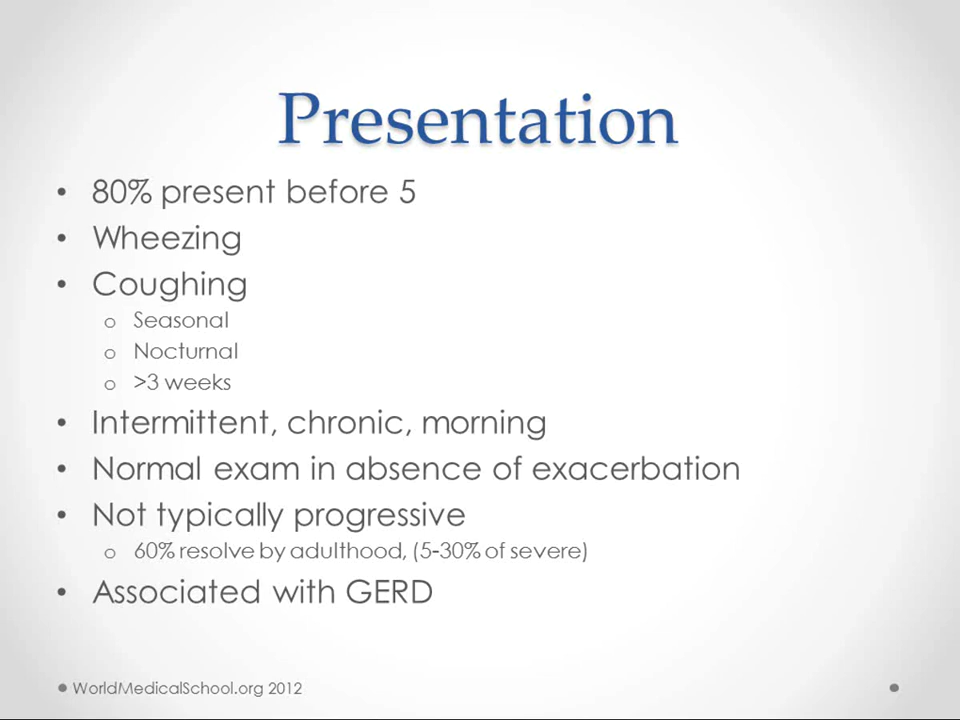 Presentation
• 80% present before 5
• Wheezing
• Coughing
o Seasonal
o Nocturnal
o >3 weeks
• Intermittent, chronic, morning
• Normal exam in absence of exacerbation
• Not typically progressive
o 60% resolve by adulthood, (5-30% of severe)
• Associated with GERD
WorldMedicalSchool.org 2012